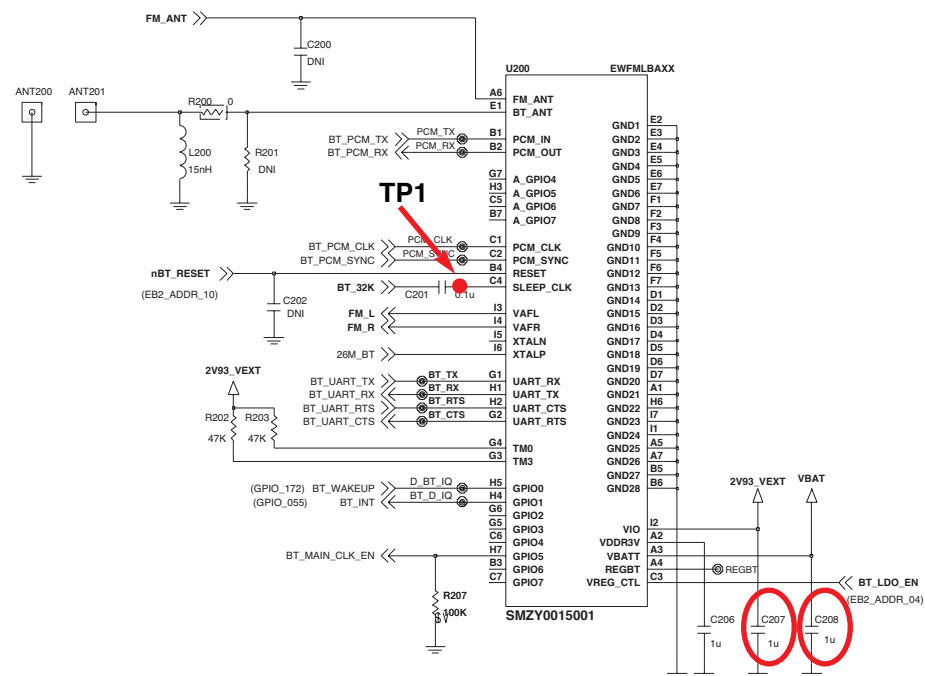 FM_ANT
C200
DNI
U200 EWFMLBAXX
ANT200 ANT201
R200 0
A6 FM_ANT
E1 BT_ANT
L200
15nH
R201
DNI
BT_PCM_TX PCM_TX B1 PCM_IN
BT_PCM_RX PCM_RX B2 PCM_OUT
G7 A_GPIO4
H3 A_GPIO5
C5 A_GPIO6
B7 A_GPIO7
TP1
BT_PCM_CLK PCM_CLK C1 PCM_CLK
BT_PCM_SYNC PCM_SYNC C2 PCM_SYNC
nBT_RESET B4 RESET
(EB2_ADDR_10)
BT_32K C201 0.1u C4 SLEEP_CLK
C202
DNI
FM_L I3 VAFL
FM_R I4 VAFR
I5 XTALN
26M_BT I6 XTALP
2V93_VEXT
BT_UART_TX BT_TX G1 UART_RX
BT_UART_RX BT_RX H1 UART_TX
BT_UART_RTS BT_RTS H2 UART_CTS
BT_UART_CTS BT_CTS G2 UART_RTS
R202 R203
47K 47K
G4 TM0
G3 TM3
(GPIO_172) BT_WAKEUP D_BT_IQ H5 GPIO0
(GPIO_055) BT_INT BT_D_IQ H4 GPIO1
G6 GPIO2
G5 GPIO3
C6 GPIO4
BT_MAIN_CLK_EN H7 GPIO5
B3 GPIO6
C7 GPIO7
R207
100K
SMZY0015001
GND1 E2
GND2 E3
GND3 E4
GND4 E5
GND5 E6
GND6 E7
GND7 F1
GND8 F2
GND9 F3
GND10 F4
GND11 F5
GND12 F6
GND13 F7
GND14 D1
GND15 D2
GND16 D3
GND17 D4
GND18 D5
GND19 D6
GND20 D7
GND21 A1
GND22 H6
GND23 I7
GND24 I1
GND25 A5
GND26 A7
GND27 B5
GND28 B6
2V93_VEXT VBAT
VIO I2
VDDR3V A2
VBATT A3
REGBT A4 REGBT
VREG_CTL C3 BT_LDO_EN
(EB2_ADDR_04)
C206 C207 C208
1u 1u 1u